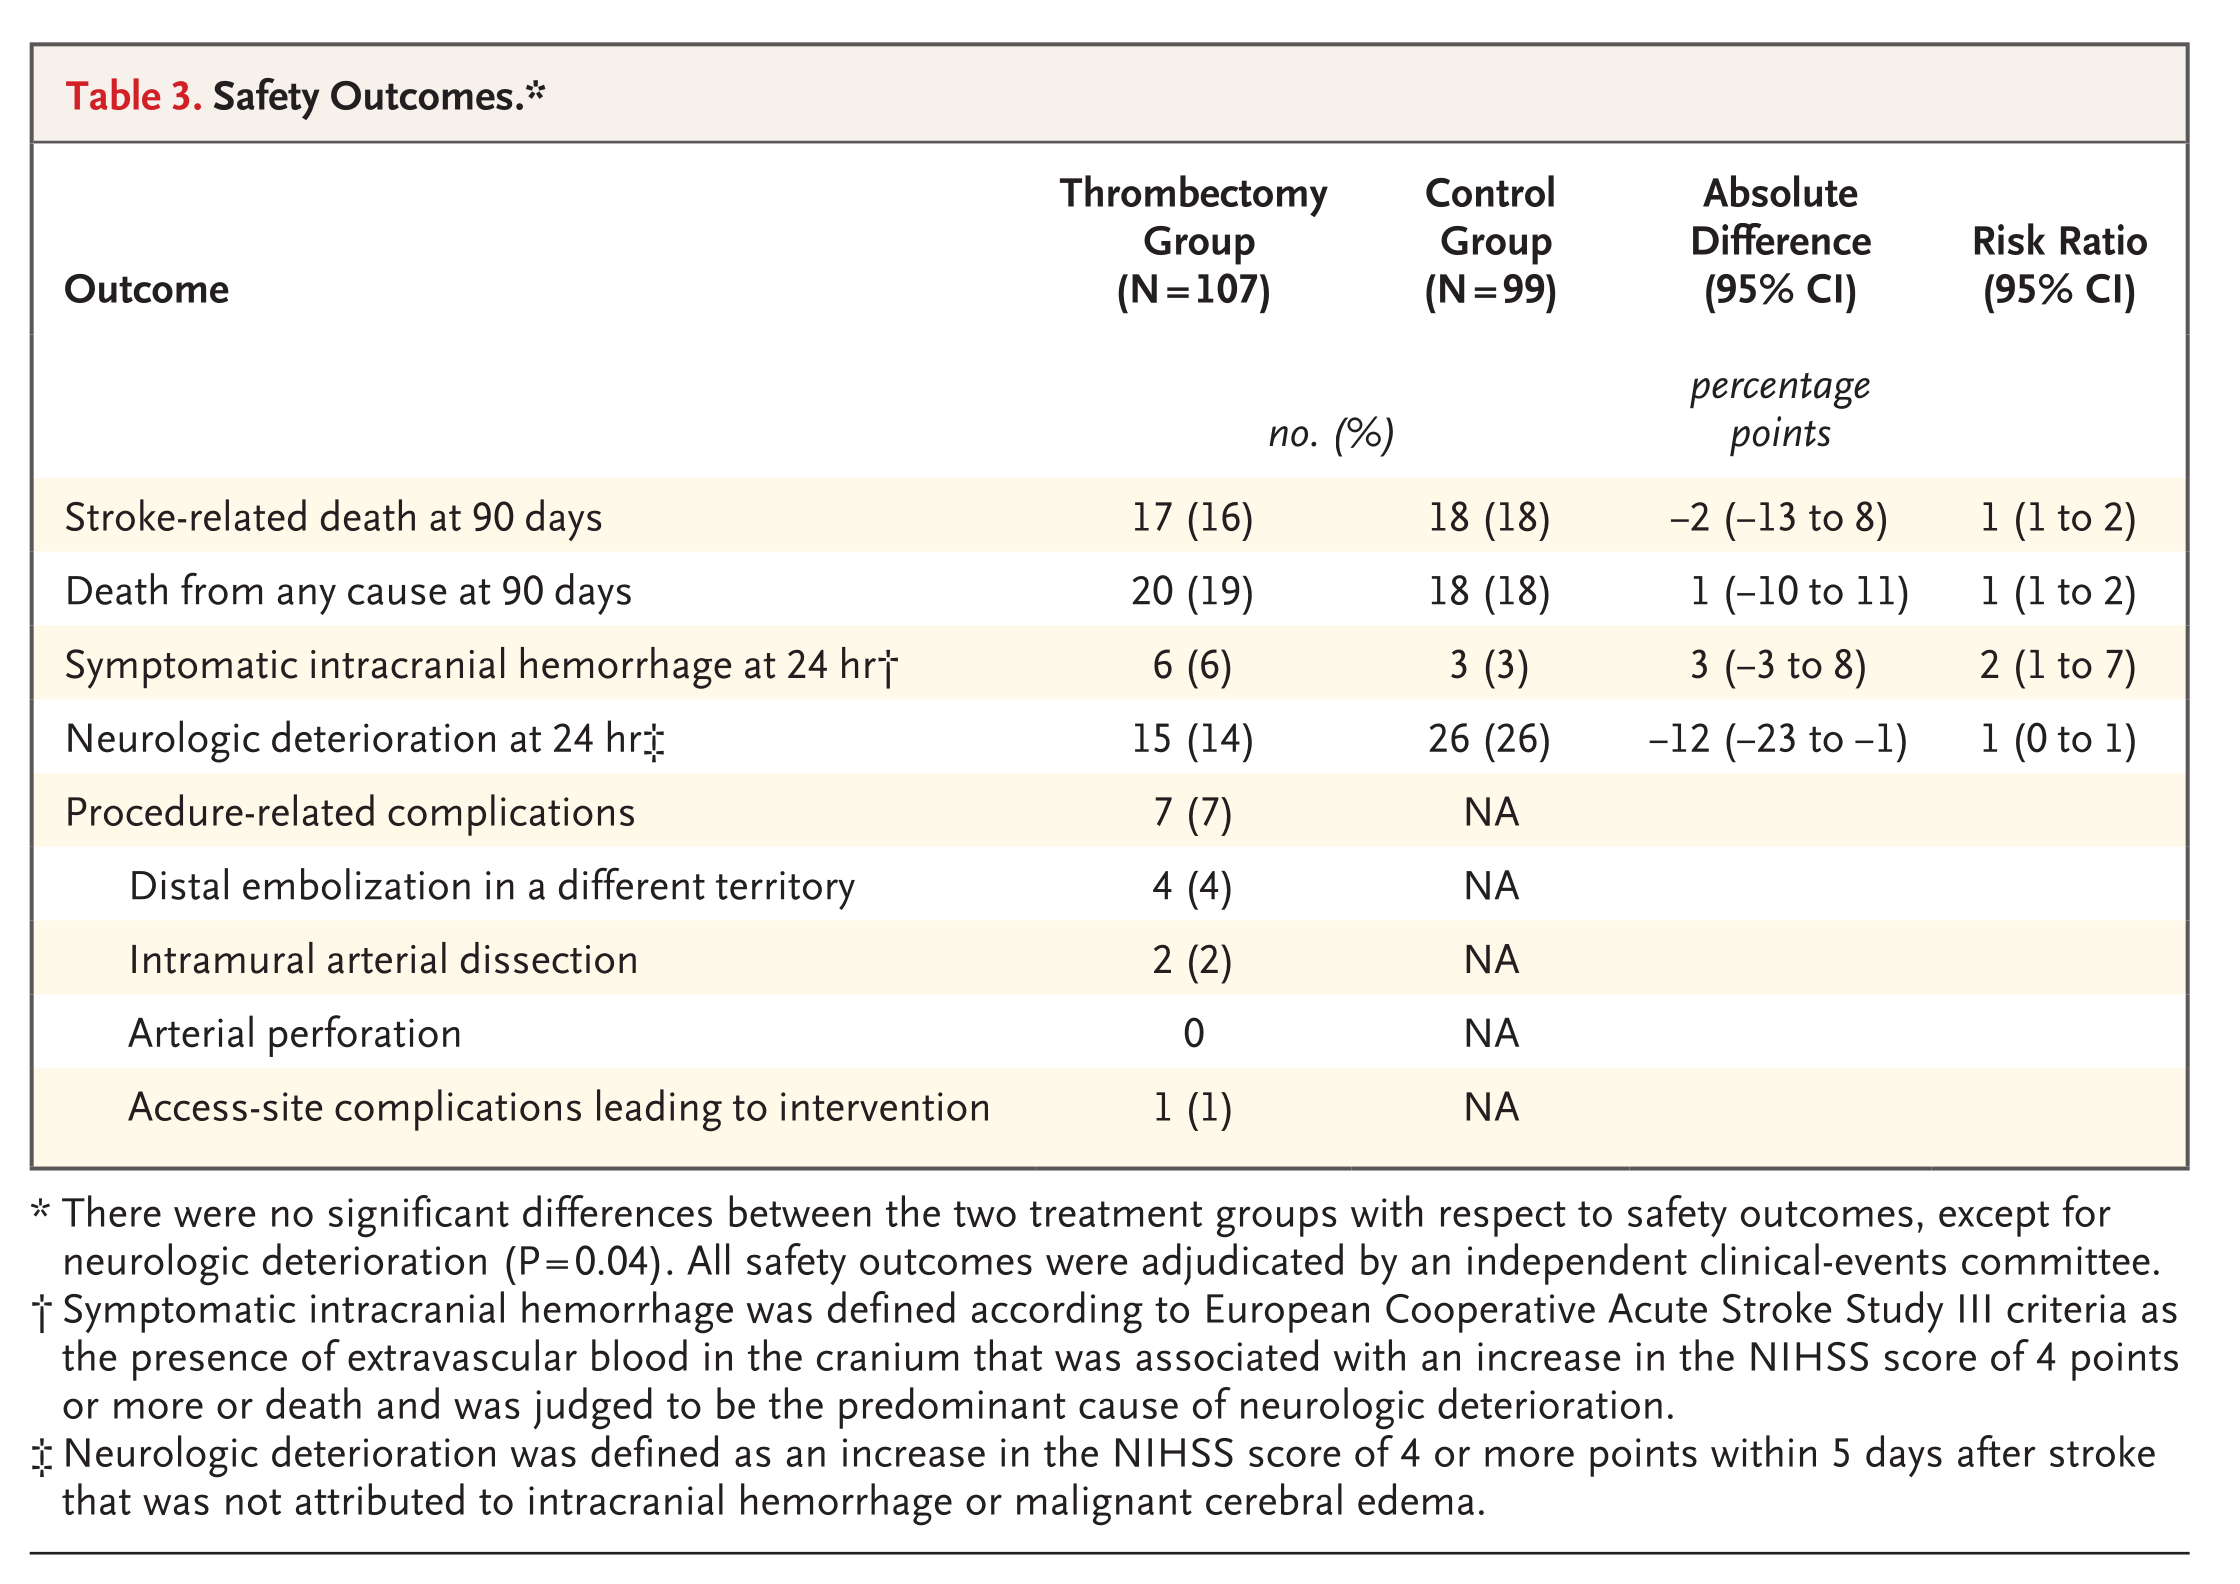 Table 3. Safety Outcomes.*
Outcome Thrombectomy Group (N=107) Control Group (N=99) Absolute Difference (95% CI) Risk Ratio (95% CI)
no. (%) percentage points
Stroke-related death at 90 days 17 (16) 18 (18) –2 (–13 to 8) 1 (1 to 2)
Death from any cause at 90 days 20 (19) 18 (18) 1 (–10 to 11) 1 (1 to 2)
Symptomatic intracranial hemorrhage at 24 hr† 6 (6) 3 (3) 3 (–3 to 8) 2 (1 to 7)
Neurologic deterioration at 24 hr‡ 15 (14) 26 (26) –12 (–23 to –1) 1 (0 to 1)
Procedure-related complications 7 (7) NA
Distal embolization in a different territory 4 (4) NA
Intramural arterial dissection 2 (2) NA
Arterial perforation 0 NA
Access-site complications leading to intervention 1 (1) NA
* There were no significant differences between the two treatment groups with respect to safety outcomes, except for
neurologic deterioration (P=0.04). All safety outcomes were adjudicated by an independent clinical-events committee.
† Symptomatic intracranial hemorrhage was defined according to European Cooperative Acute Stroke Study III criteria as
the presence of extravascular blood in the cranium that was associated with an increase in the NIHSS score of 4 points
or more or death and was judged to be the predominant cause of neurologic deterioration.
‡ Neurologic deterioration was defined as an increase in the NIHSS score of 4 or more points within 5 days after stroke
that was not attributed to intracranial hemorrhage or malignant cerebral edema.